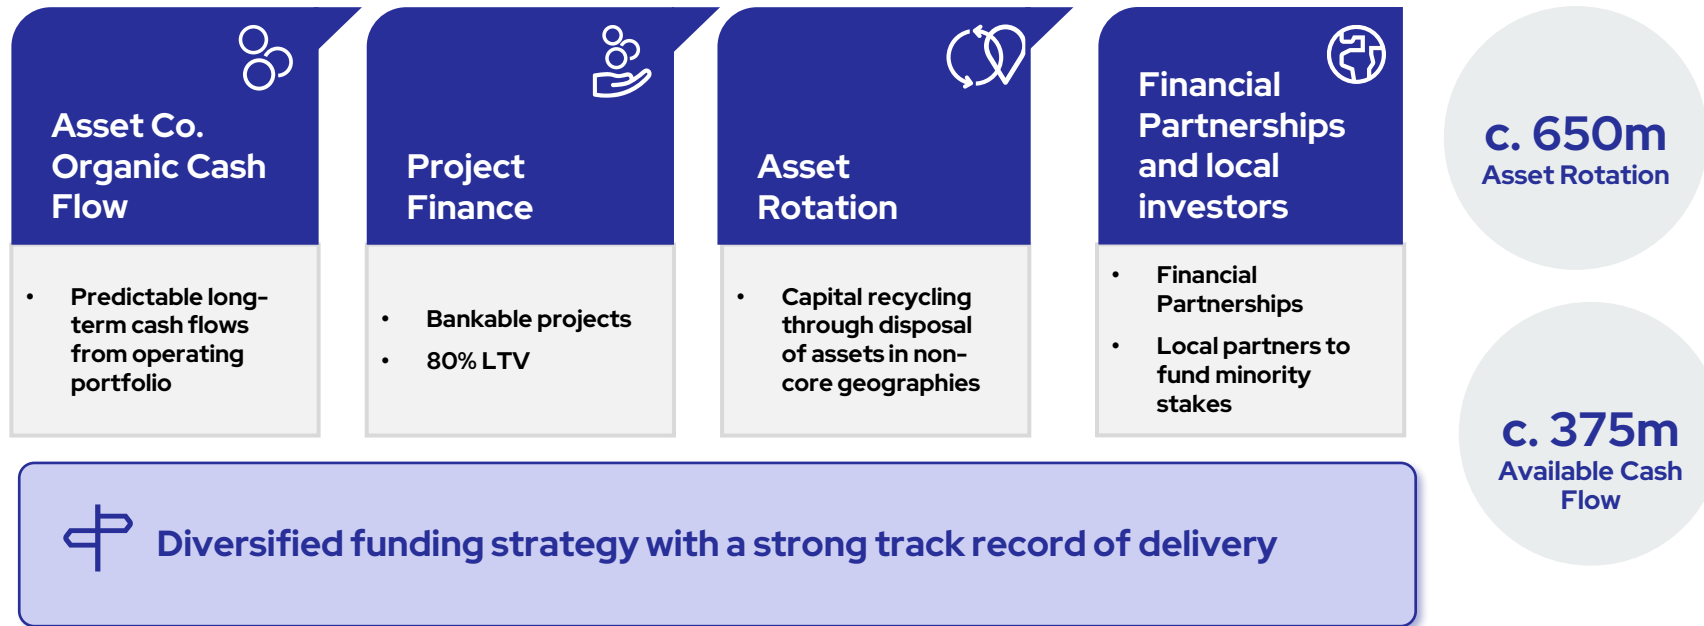 Asset Co.
Organic Cash
Flow
• Predictable long-
term cash flows
from operating
portfolio
Project
Finance
• Bankable projects
• 80% LTV
Asset
Rotation
• Capital recycling
through disposal
of assets in non-
core geographies
Financial
Partnerships
and local
investors
• Financial
Partnerships
• Local partners to
fund minority
stakes
c. 650m
Asset Rotation
c. 375m
Available Cash
Flow
Diversified funding strategy with a strong track record of delivery